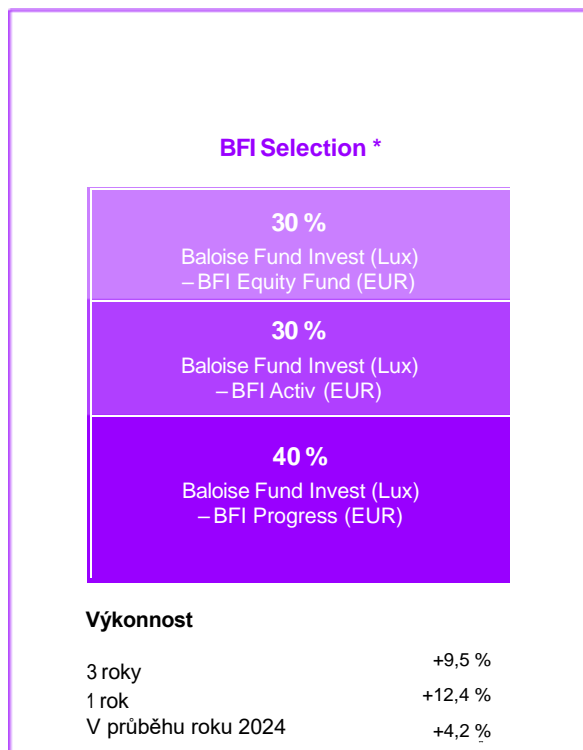 BFI Selection *
30 %
Baloise Fund Invest (Lux)
– BFI Equity Fund (EUR)
30 %
Baloise Fund Invest (Lux)
– BFI Activ (EUR)
40 %
Baloise Fund Invest (Lux)
– BFI Progress (EUR)
Výkonnost
3 roky +9,5 %
1 rok +12,4 %
V průběhu roku 2024 +4,2 %